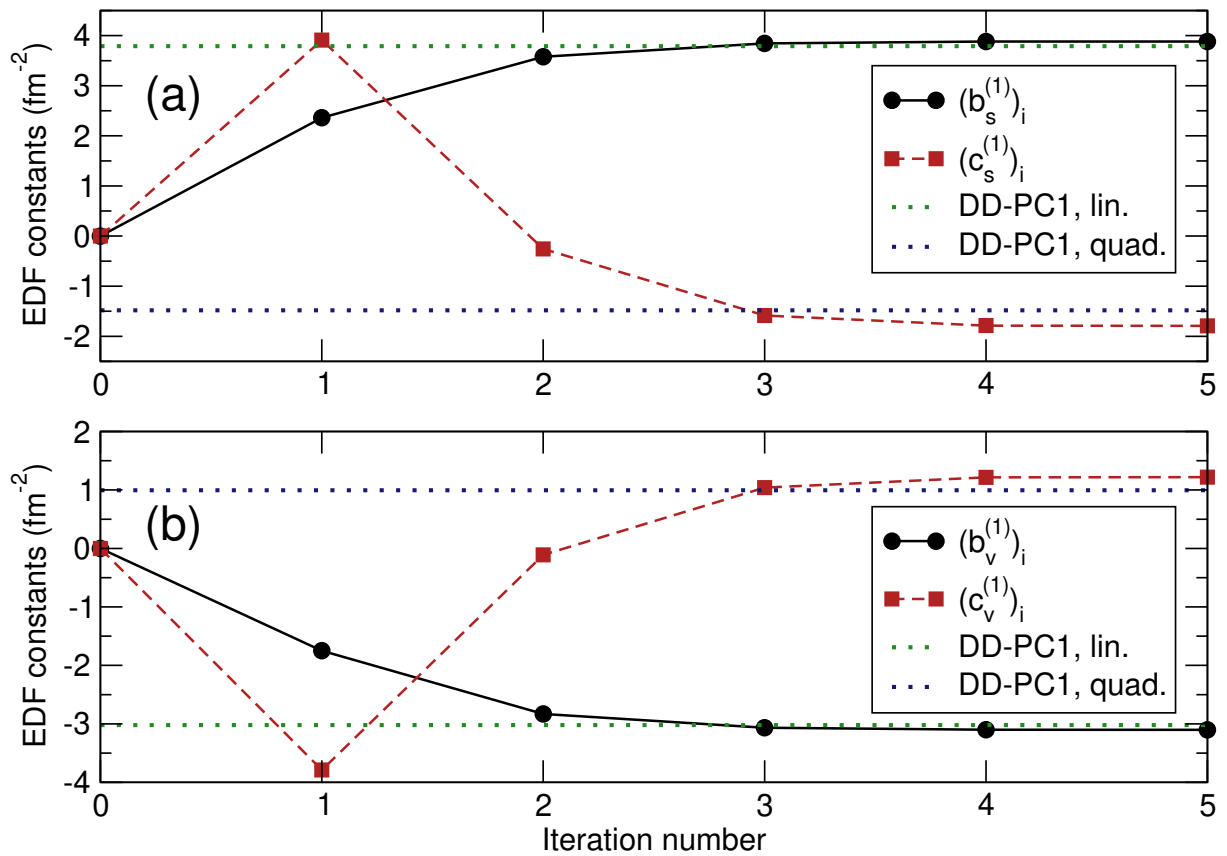 4
3
2
1
0
-1
-2
EDF constants (fm⁻²)
(a)
(b_s^(1))_i
(c_s^(1))_i
DD-PC1, lin.
DD-PC1, quad.
0 1 2 3 4 5
2
1
0
-1
-2
-3
-4
EDF constants (fm⁻²)
(b)
(b_v^(1))_i
(c_v^(1))_i
DD-PC1, lin.
DD-PC1, quad.
0 1 2 3 4 5
Iteration number